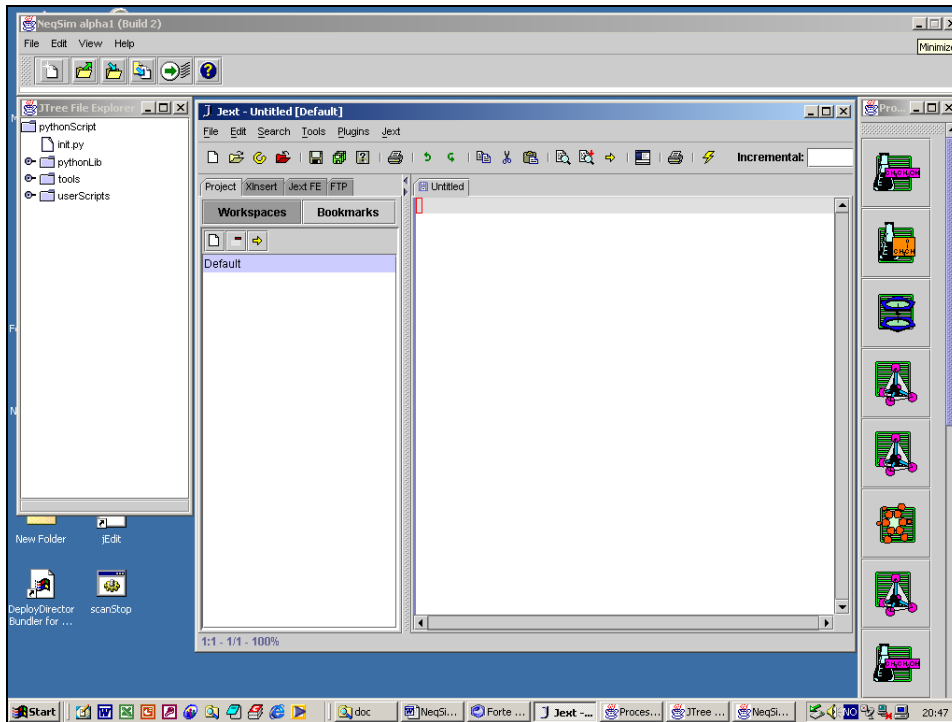 NeqSim alpha1 (Build 2)
File Edit View Help
Minimize
JTree File Explorer
pythonScript
init.py
pythonLib
tools
userScripts
Jext - Untitled [Default]
File Edit Search Tools Plugins Jext
Incremental:
Project XInsert Jext FE FTP
Untitled
Workspaces Bookmarks
Default
1:1 - 1/1 - 100%
Pro...
CH₃CH₂OH
New Folder
jEdit
DeployDirector
Bundler for ...
scanStop
Start
doc
NeqSi...
Forte ...
Jext -...
Proces...
JTree ...
NeqSi...
NO